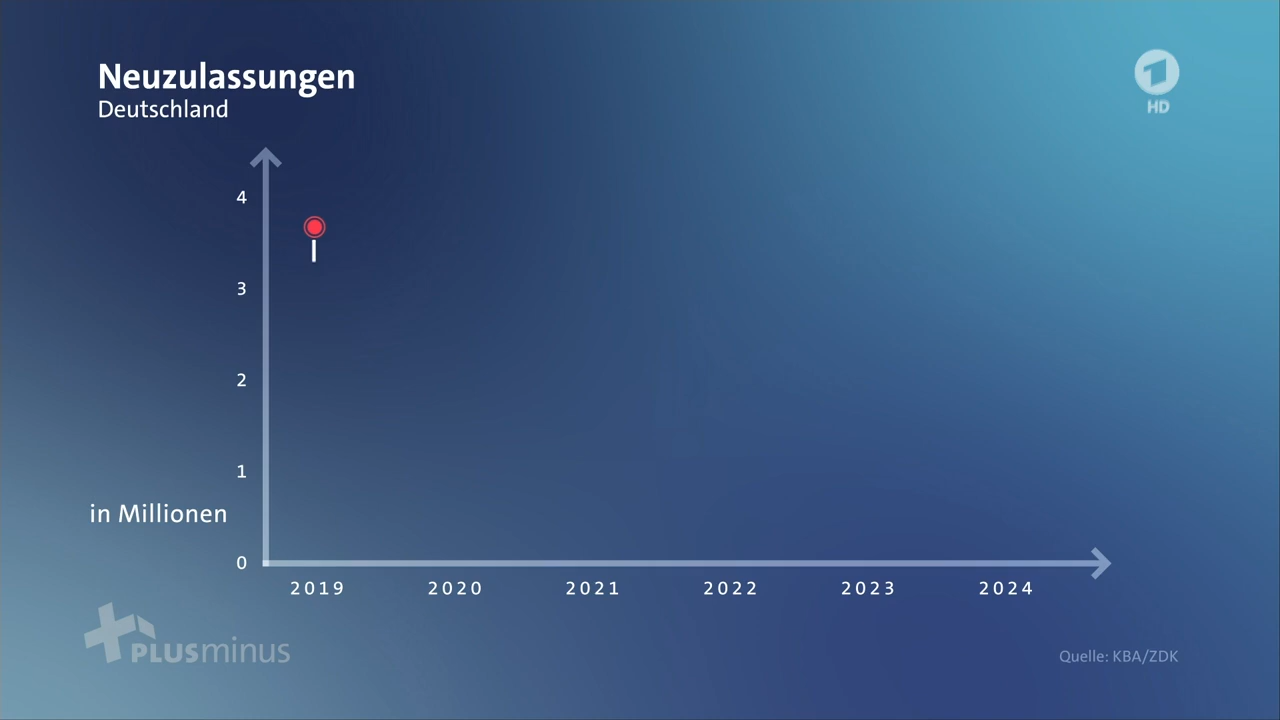 Neuzulassungen
Deutschland
1
HD
4
3
2
1
in Millionen
0
2019 2020 2021 2022 2023 2024
PLUSminus
Quelle: KBA/ZDK